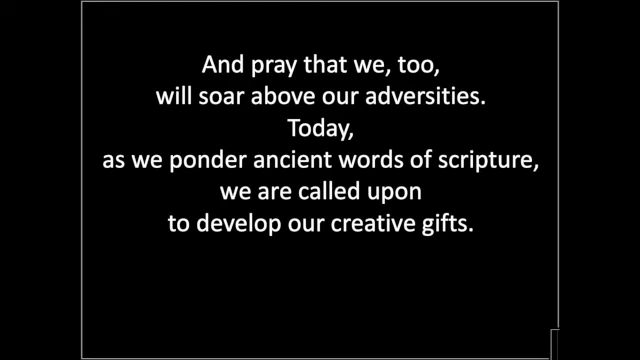 And pray that we, too,
will soar above our adversities.
Today,
as we ponder ancient words of scripture,
we are called upon
to develop our creative gifts.